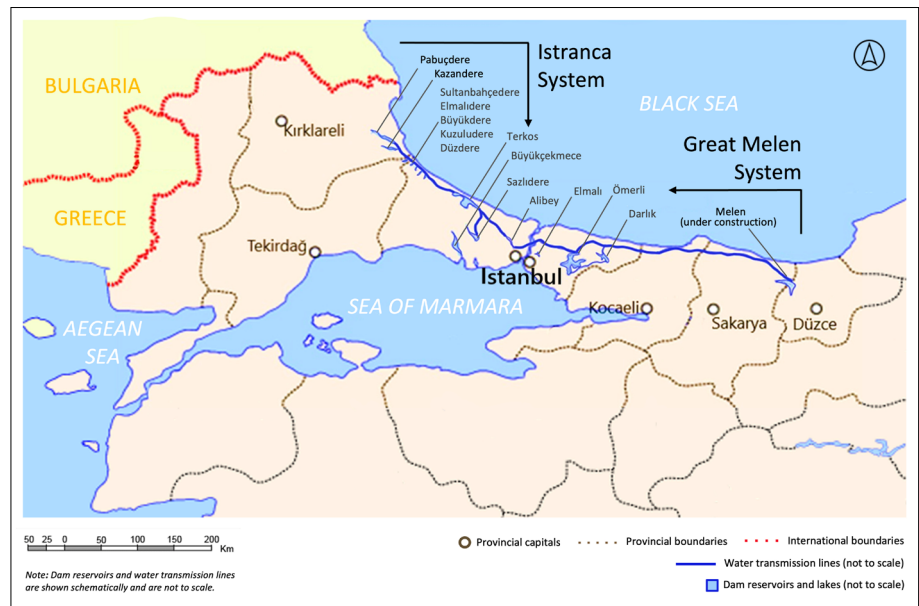 Istranca
System
BULGARIA
Pabuçdere
Kazandere
Sultanbahçedere
Elmalıdere
Büyükdere
Kuzuludere
Düzdere
BLACK SEA
Kırklareli
Terkos
Büyükçekmece
Great Melen
System
Sazlıdere
Alibey
Elmalı
Ömerli
Darlık
Melen
(under construction)
GREECE
Tekirdağ
Istanbul
SEA OF MARMARA
Kocaeli
Sakarya
Düzce
AEGEAN
SEA
50 25 0 50 100 150 200
Km
Provincial capitals
Provincial boundaries
International boundaries
Water transmission lines (not to scale)
Dam reservoirs and lakes (not to scale)
Note: Dam reservoirs and water transmission lines
are shown schematically and are not to scale.